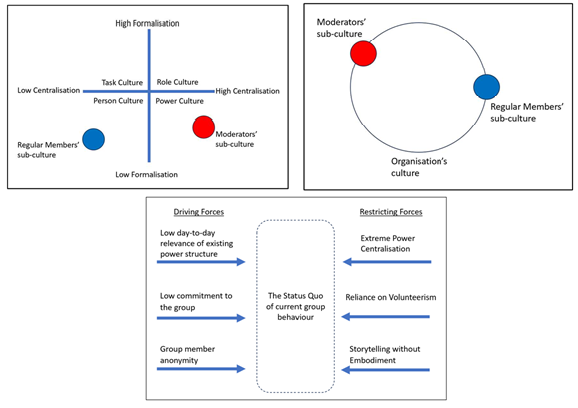 High Formalisation
Low Centralisation
Task Culture
Role Culture
High Centralisation
Person Culture
Power Culture
Regular Members'
sub-culture
Moderators'
sub-culture
Low Formalisation
Moderators'
sub-culture
Regular Members'
sub-culture
Organisation's
culture
Driving Forces
Restricting Forces
Low day-to-day
relevance of existing
power structure
Extreme Power
Centralisation
The Status Quo
of current group
behaviour
Low commitment to
the group
Reliance on Volunteerism
Group member
anonymity
Storytelling without
Embodiment